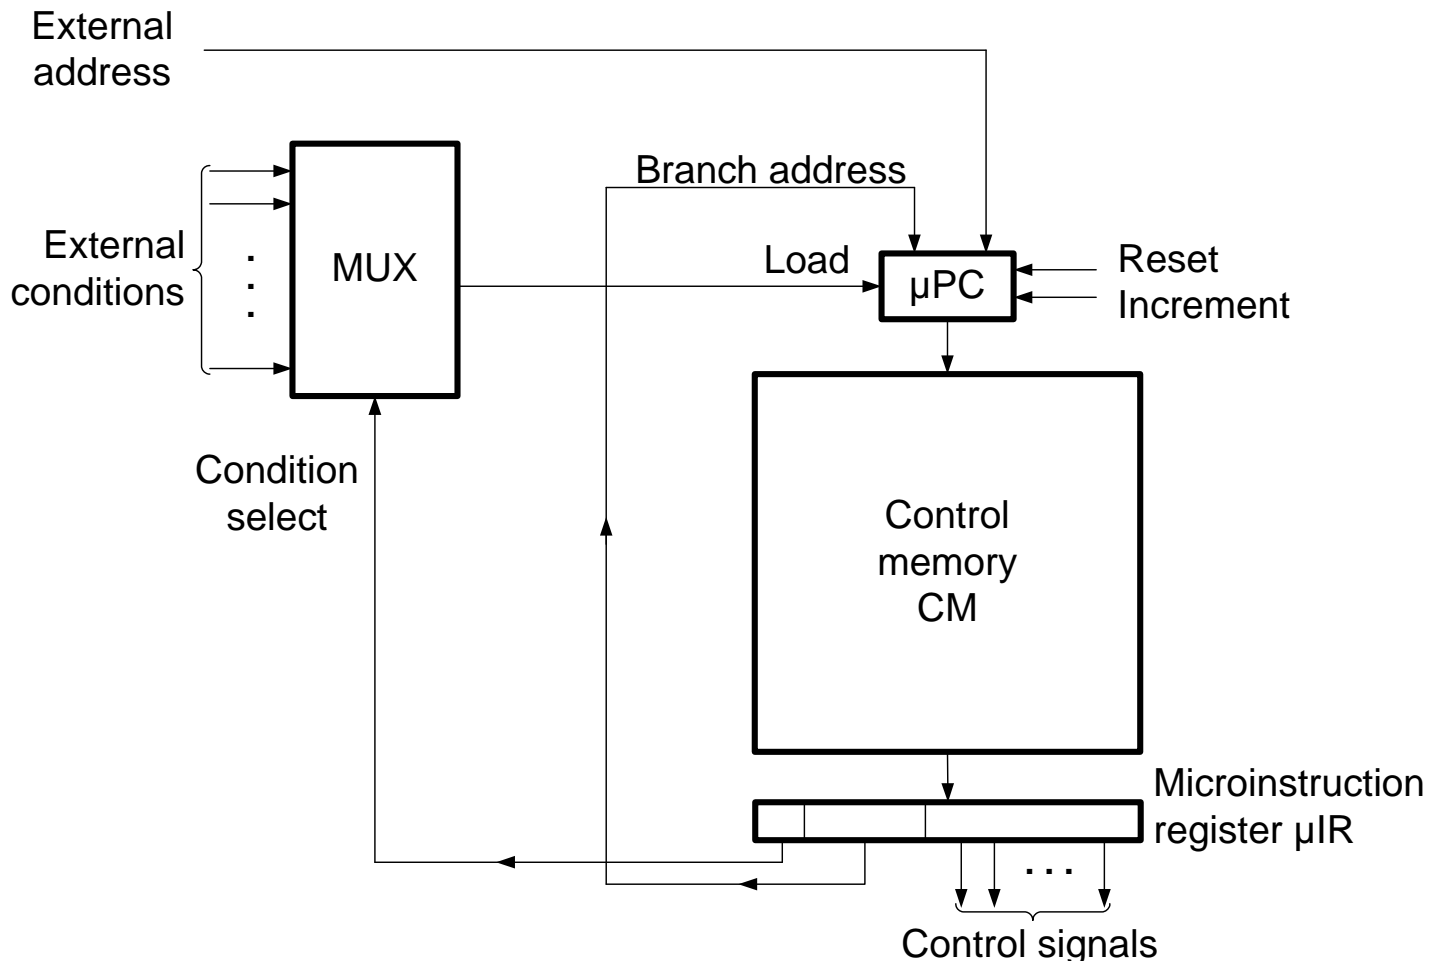 External
address
Branch address
External
conditions
MUX
Load
µPC
Reset
Increment
Condition
select
Control
memory
CM
Microinstruction
register µIR
Control signals